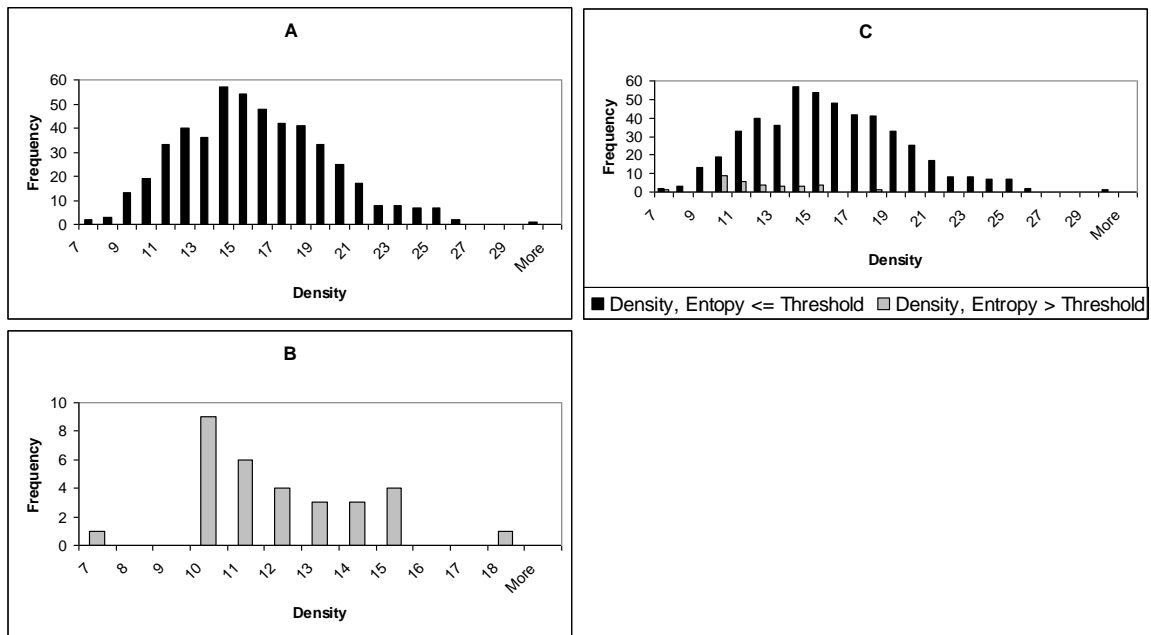 A
60
50
40
30
20
10
0
Frequency
7 9 11 13 15 17 19 21 23 25 27 29 More
Density
C
60
50
40
30
20
10
0
Frequency
7 9 11 13 15 17 19 21 23 25 27 29 More
Density
Density, Entopy <= Threshold Density, Entropy > Threshold
B
10
8
6
4
2
0
Frequency
7 8 9 10 11 12 13 14 15 16 17 18 More
Density